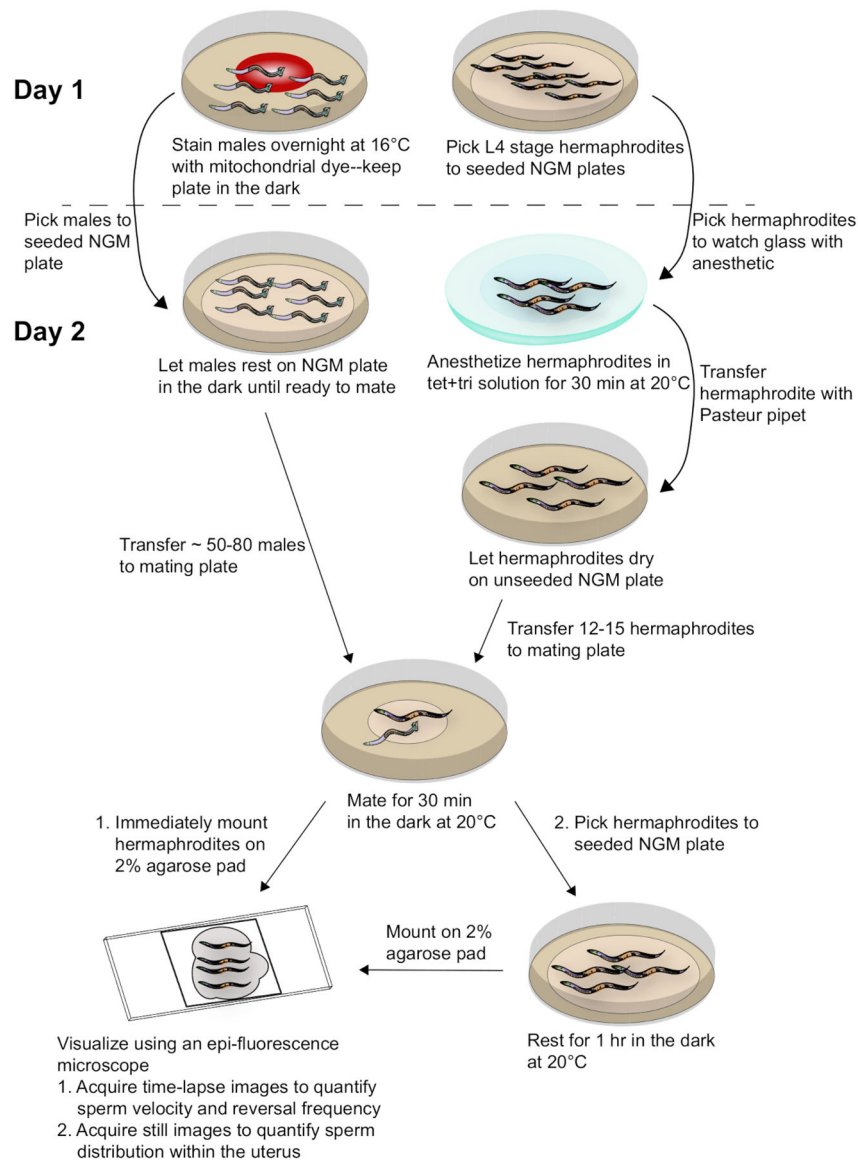 Day 1
Stain males overnight at 16°C
with mitochondrial dye--keep
plate in the dark
Pick L4 stage hermaphrodites
to seeded NGM plates
Pick males to
seeded NGM
plate
Pick hermaphrodites
to watch glass with
anesthetic
Day 2
Let males rest on NGM plate
in the dark until ready to mate
Anesthetize hermaphrodites in
tet+tri solution for 30 min at 20°C
Transfer
hermaphrodite with
Pasteur pipet
Transfer ~ 50-80 males
to mating plate
Let hermaphrodites dry
on unseeded NGM plate
Transfer 12-15 hermaphrodites
to mating plate
Mate for 30 min
in the dark at 20°C
1. Immediately mount
hermaphrodites on
2% agarose pad
2. Pick hermaphrodites to
seeded NGM plate
Mount on 2%
agarose pad
Rest for 1 hr in the dark
at 20°C
Visualize using an epi-fluorescence
microscope
1. Acquire time-lapse images to quantify
sperm velocity and reversal frequency
2. Acquire still images to quantify sperm
distribution within the uterus